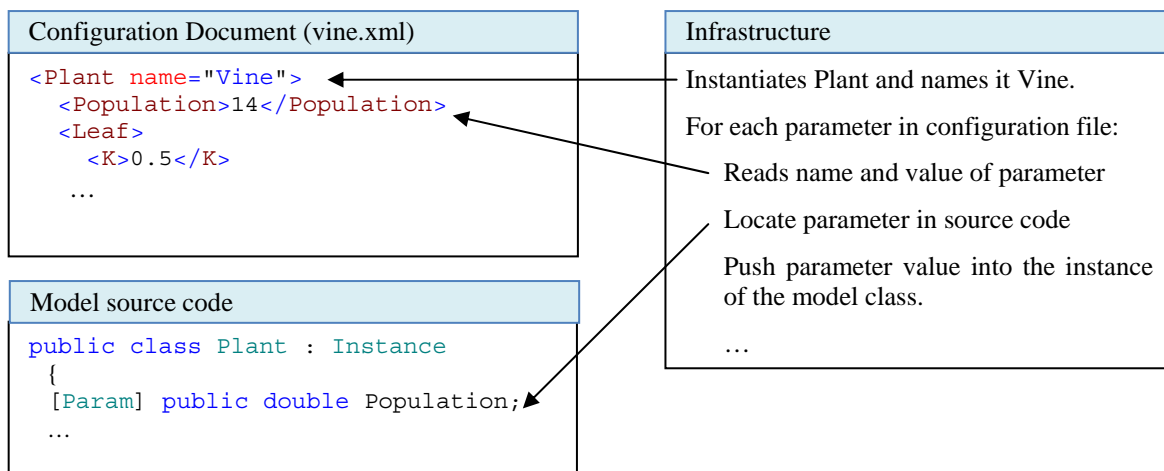 Configuration Document (vine.xml)
<Plant name="Vine">
<Population>14</Population>
<Leaf>
<K>0.5</K>
…
Model source code
public class Plant : Instance
{
[Param] public double Population;
…
Infrastructure
Instantiates Plant and names it Vine.
For each parameter in configuration file:
Reads name and value of parameter
Locate parameter in source code
Push parameter value into the instance
of the model class.
…